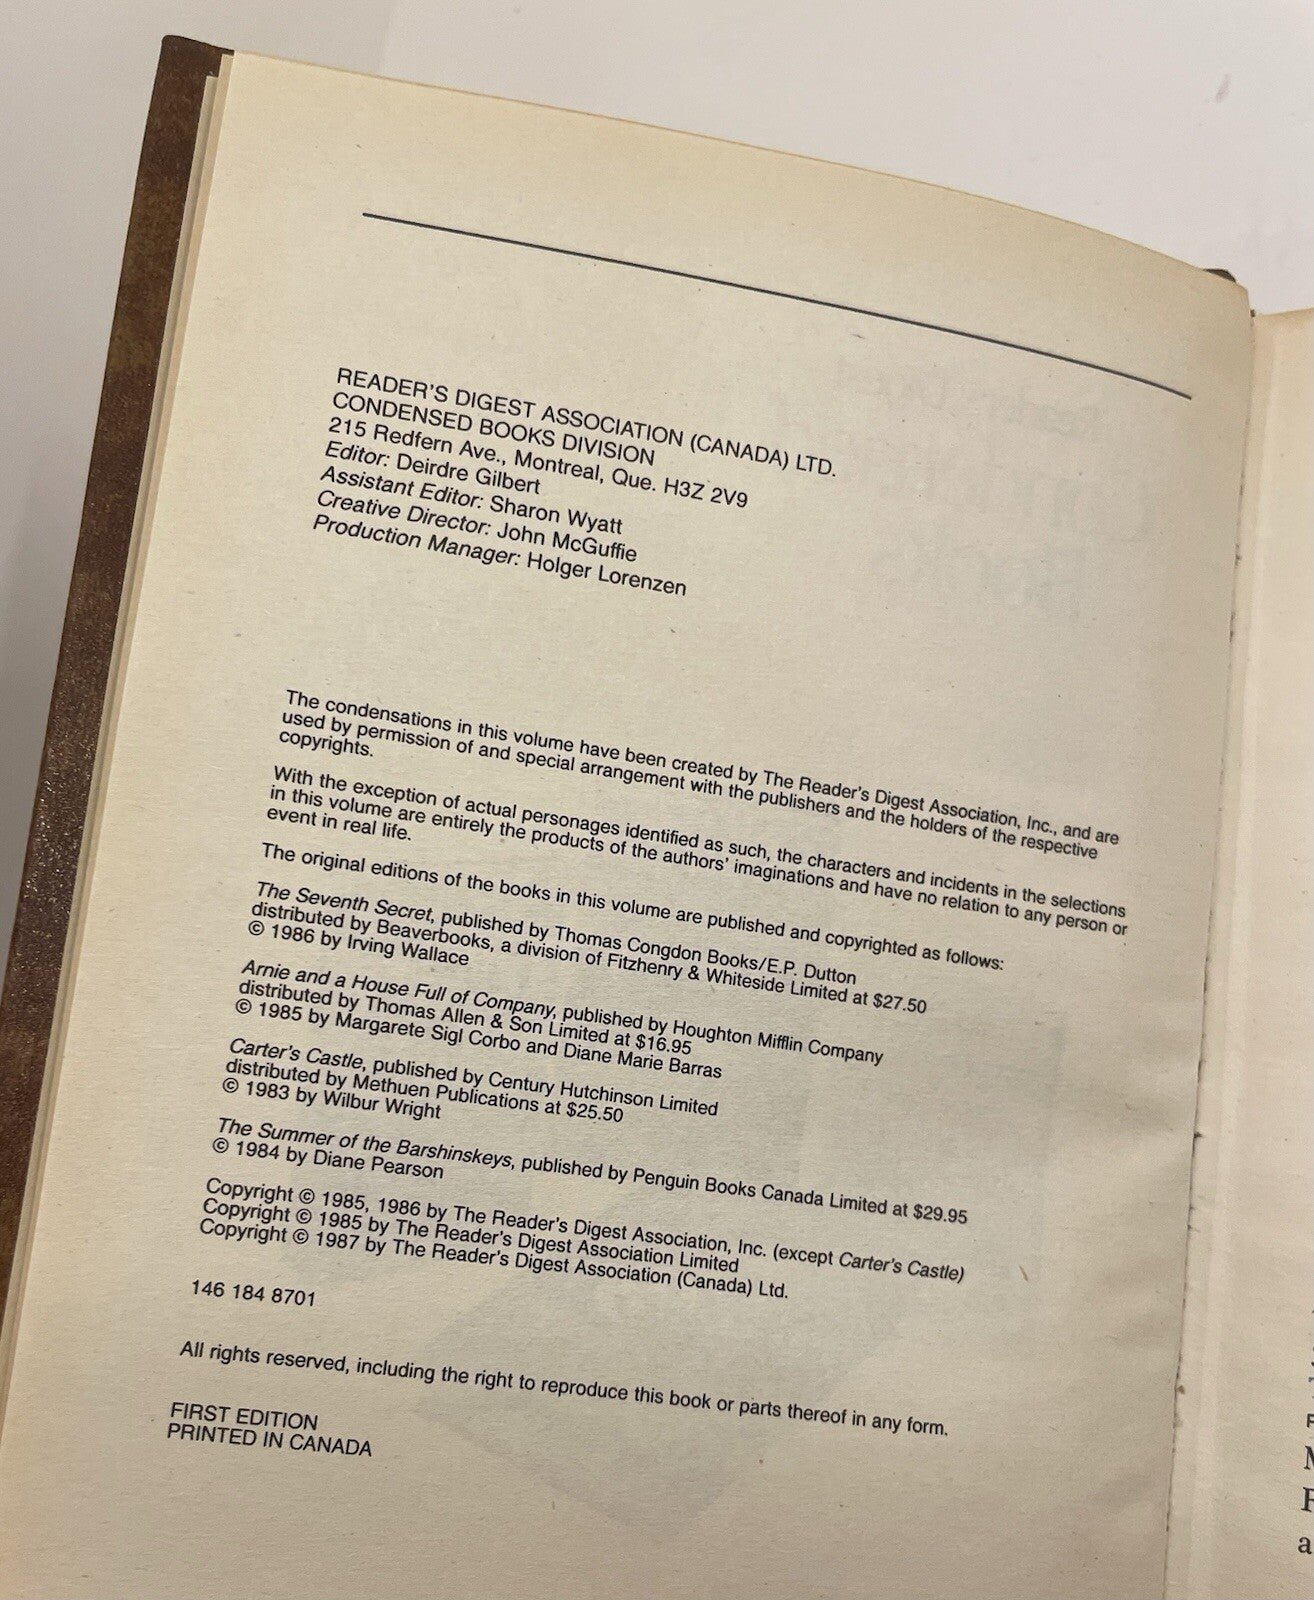 READER'S DIGEST ASSOCIATION (CANADA) LTD.
CONDENSED BOOKS DIVISION
215 Redfern Ave., Montreal, Que. H3Z 2V9
Editor: Deirdre Gilbert
Assistant Editor: Sharon Wyatt
Creative Director: John McGuffie
Production Manager: Holger Lorenzen
The condensations in this volume have been created by The Reader's Digest Association, Inc., and are
used by permission of and special arrangement with the publishers and the holders of the respective
copyrights.
With the exception of actual personages identified as such, the characters and incidents in the selections
in this volume are entirely the products of the authors' imaginations and have no relation to any person or
event in real life.
The original editions of the books in this volume are published and copyrighted as follows:
The Seventh Secret, published by Thomas Congdon Books/E.P. Dutton
distributed by Beaverbooks, a division of Fitzhenry & Whiteside Limited at $27.50
© 1986 by Irving Wallace
Arnie and a House Full of Company, published by Houghton Mifflin Company
distributed by Thomas Allen & Son Limited at $16.95
© 1985 by Margarete Sigl Corbo and Diane Marie Barras
Carter's Castle, published by Century Hutchinson Limited
distributed by Methuen Publications at $25.50
© 1983 by Wilbur Wright
The Summer of the Barshinskeys, published by Penguin Books Canada Limited at $29.95
© 1984 by Diane Pearson
Copyright © 1985, 1986 by The Reader's Digest Association, Inc. (except Carter's Castle)
Copyright © 1985 by The Reader's Digest Association Limited
Copyright © 1987 by The Reader's Digest Association (Canada) Ltd.
146 184 8701
All rights reserved, including the right to reproduce this book or parts thereof in any form.
FIRST EDITION
PRINTED IN CANADA